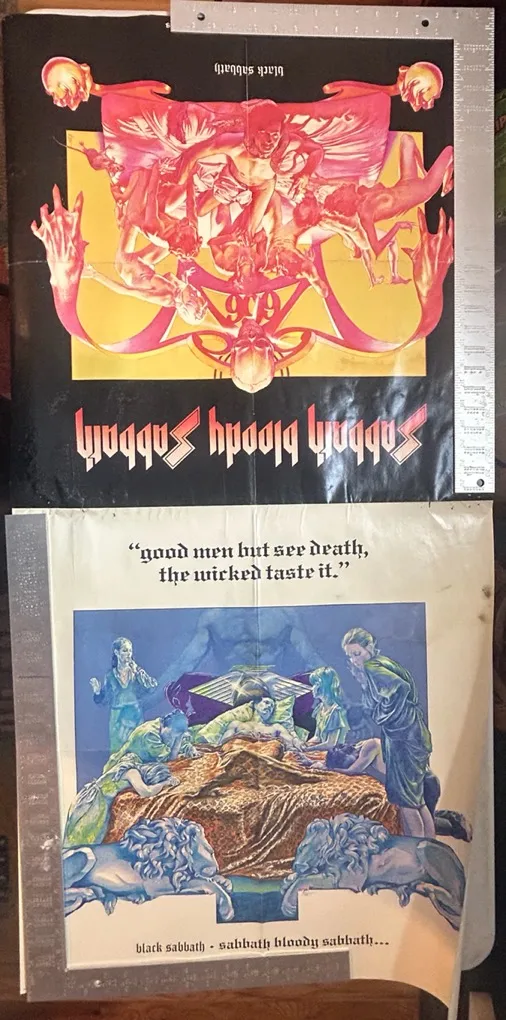 black sabbath
666
Sabbath bloody Sabbath
“good men but see death,
the wicked taste it.”
black sabbath - sabbath bloody sabbath...